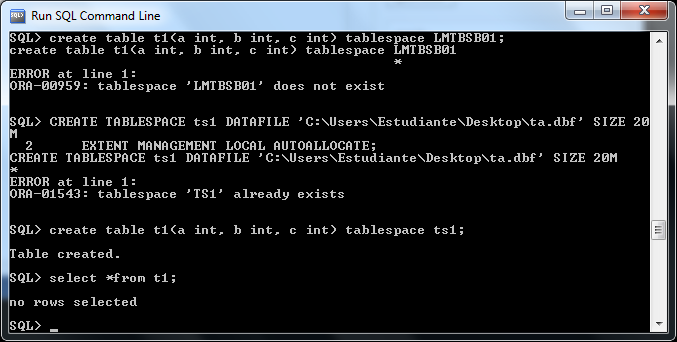 Run SQL Command Line
SQL> create table t1(a int, b int, c int) tablespace LMTBSB01;
create table t1(a int, b int, c int) tablespace LMTBSB01
*
ERROR at line 1:
ORA-00959: tablespace 'LMTBSB01' does not exist
SQL> CREATE TABLESPACE ts1 DATAFILE 'C:\Users\Estudiante\Desktop\ta.dbf' SIZE 20
M
2 EXTENT MANAGEMENT LOCAL AUTOALLOCATE;
CREATE TABLESPACE ts1 DATAFILE 'C:\Users\Estudiante\Desktop\ta.dbf' SIZE 20M
*
ERROR at line 1:
ORA-01543: tablespace 'TS1' already exists
SQL> create table t1(a int, b int, c int) tablespace ts1;
Table created.
SQL> select *from t1;
no rows selected
SQL> _